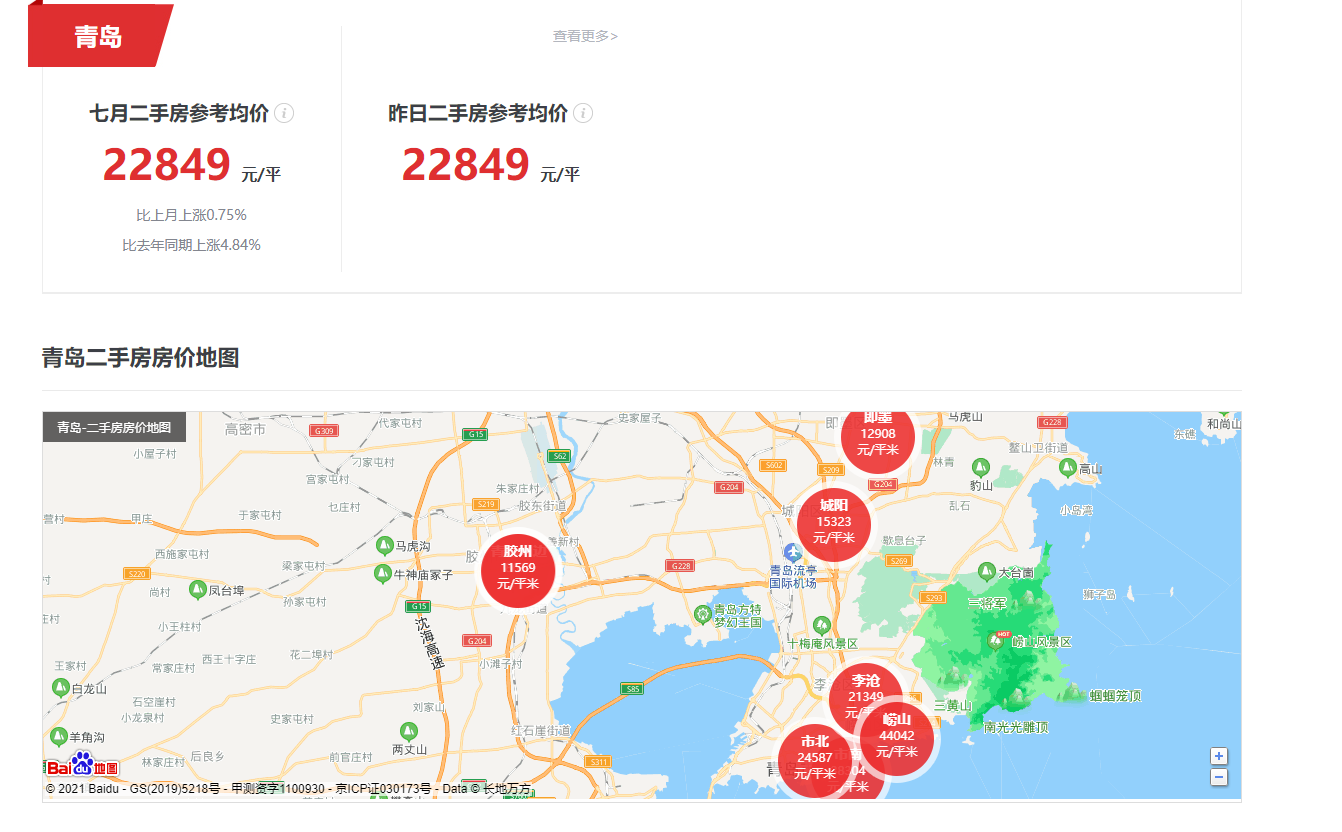 青岛
查看更多>
七月二手房参考均价
昨日二手房参考均价
22849 元/平
22849 元/平
比上月上涨0.75%
比去年同期上涨4.84%
青岛二手房房价地图
青岛-二手房房价地图
高密市
G309
代家屯村
G15
史家屋子
即墨
12908
元/平米
马虎山
G228
和尚山
东礁
小屋子村
刁家屯村
S62
S602
S209
林青
鳌山卫街道
高山
宫家屯村
朱家庄村
G204
G204
豹山
营村
甲庄
于家屯村
乜庄村
S219
胶东街道
城阳
15323
元/平米
乱石
小岛湾
西施家屯村
马虎沟
胶州
11569
元/平米
歇息台子
青岛流亭
国际机场
S269
S220
梁家屯村
牛神庙冢子
G228
大台崮
尚村
凤台埠
孙家屯村
G15
S293
三将军
狮子岛
青岛方特
梦幻王国
小王柱村
沈海高速
G204
十梅庵风景区
HOT
崂山风景区
王家村
常家庄村
西王十字庄
花二埠村
小滩子村
白龙山
S85
李沧
21349
蝈蝈笼顶
石空崖村
小龙泉村
刘家山
三黄山
史家屯村
红石崖街道
崂山
44042
元/平米
南光光雕顶
羊角沟
两丈山
市北
24587
元/平米
后良乡
前官庄村
林家庄村
S311
Bai du 地图
© 2021 Baidu - GS(2019)5218号 - 甲测资字1100930 - 京ICP证030173号 - Data © 长地万方